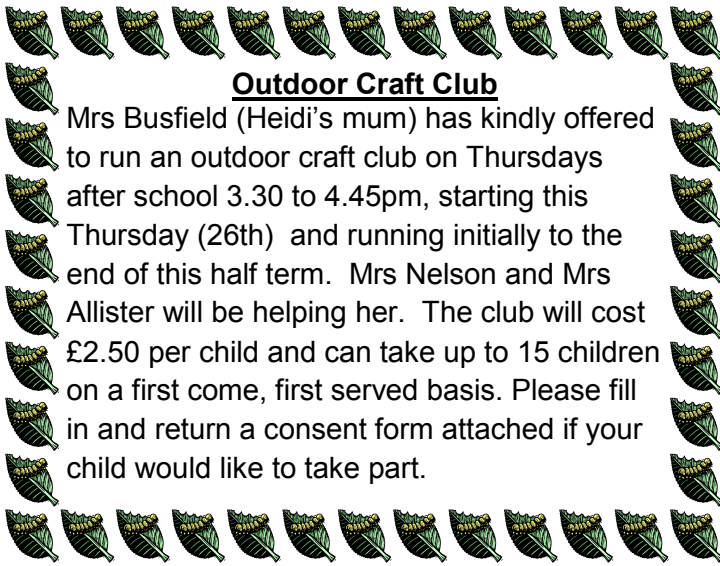 Outdoor Craft Club
Mrs Busfield (Heidi’s mum) has kindly offered
to run an outdoor craft club on Thursdays
after school 3.30 to 4.45pm, starting this
Thursday (26th)  and running initially to the
end of this half term.  Mrs Nelson and Mrs
Allister will be helping her.  The club will cost
£2.50 per child and can take up to 15 children
on a first come, first served basis. Please fill
in and return a consent form attached if your
child would like to take part.